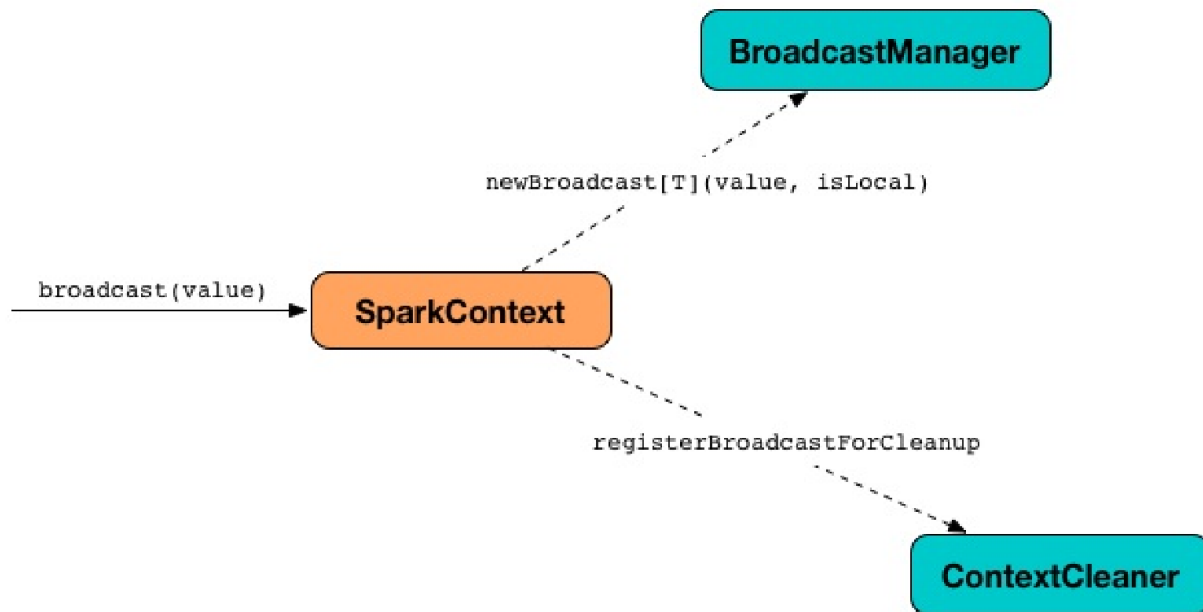 BroadcastManager
newBroadcast[T](value, isLocal)
broadcast(value)
SparkContext
registerBroadcastForCleanup
ContextCleaner